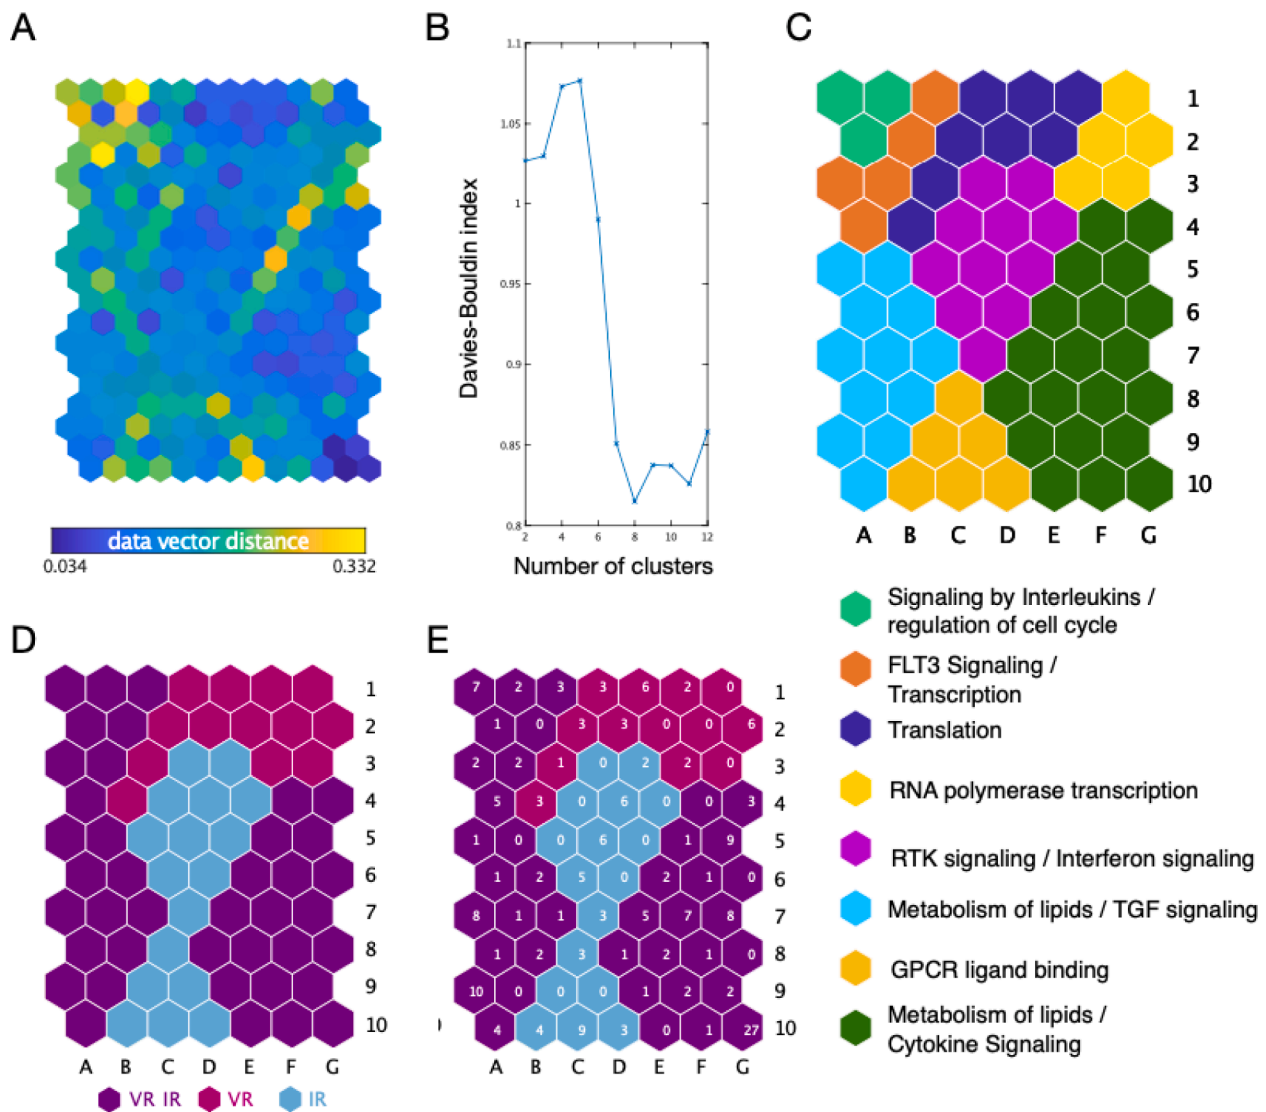 A
data vector distance
0.034 0.332
B
1.1
1.05
1
0.95
0.9
0.85
0.8
2 4 6 8 10 12
Davies-Bouldin index
Number of clusters
C
1
2
3
4
5
6
7
8
9
10
A B C D E F G
Signaling by Interleukins /
regulation of cell cycle
FLT3 Signaling /
Transcription
Translation
RNA polymerase transcription
RTK signaling / Interferon signaling
Metabolism of lipids / TGF signaling
GPCR ligand binding
Metabolism of lipids /
Cytokine Signaling
D
1
2
3
4
5
6
7
8
9
10
A B C D E F G
VR IR VR IR
E
7 2 3 3 6 2 0 1
1 0 3 3 0 0 6 2
2 2 1 0 2 2 0 3
5 3 0 6 0 0 3 4
1 0 0 6 0 1 9 5
1 2 5 0 2 1 0 6
8 1 1 3 5 7 8 7
1 2 3 1 2 1 0 8
10 0 0 0 1 2 2 9
4 4 9 3 0 1 27 10
A B C D E F G